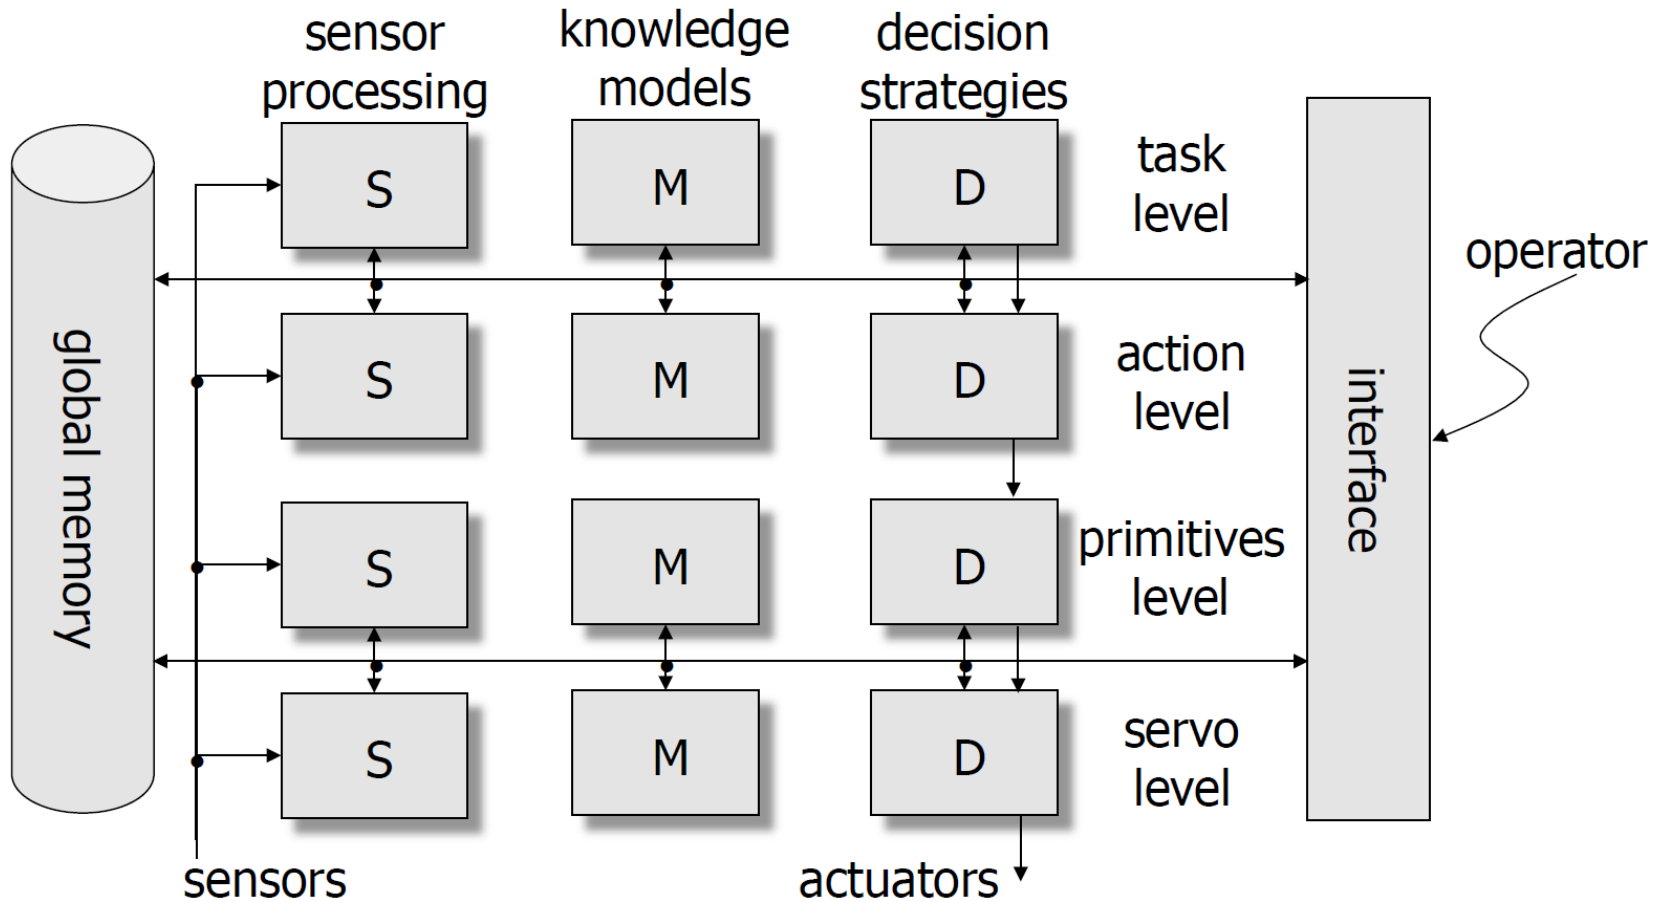 sensor
processing
knowledge
models
decision
strategies
S
M
D
task
level
operator
S
M
D
action
level
global memory
interface
S
M
D
primitives
level
S
M
D
servo
level
sensors
actuators